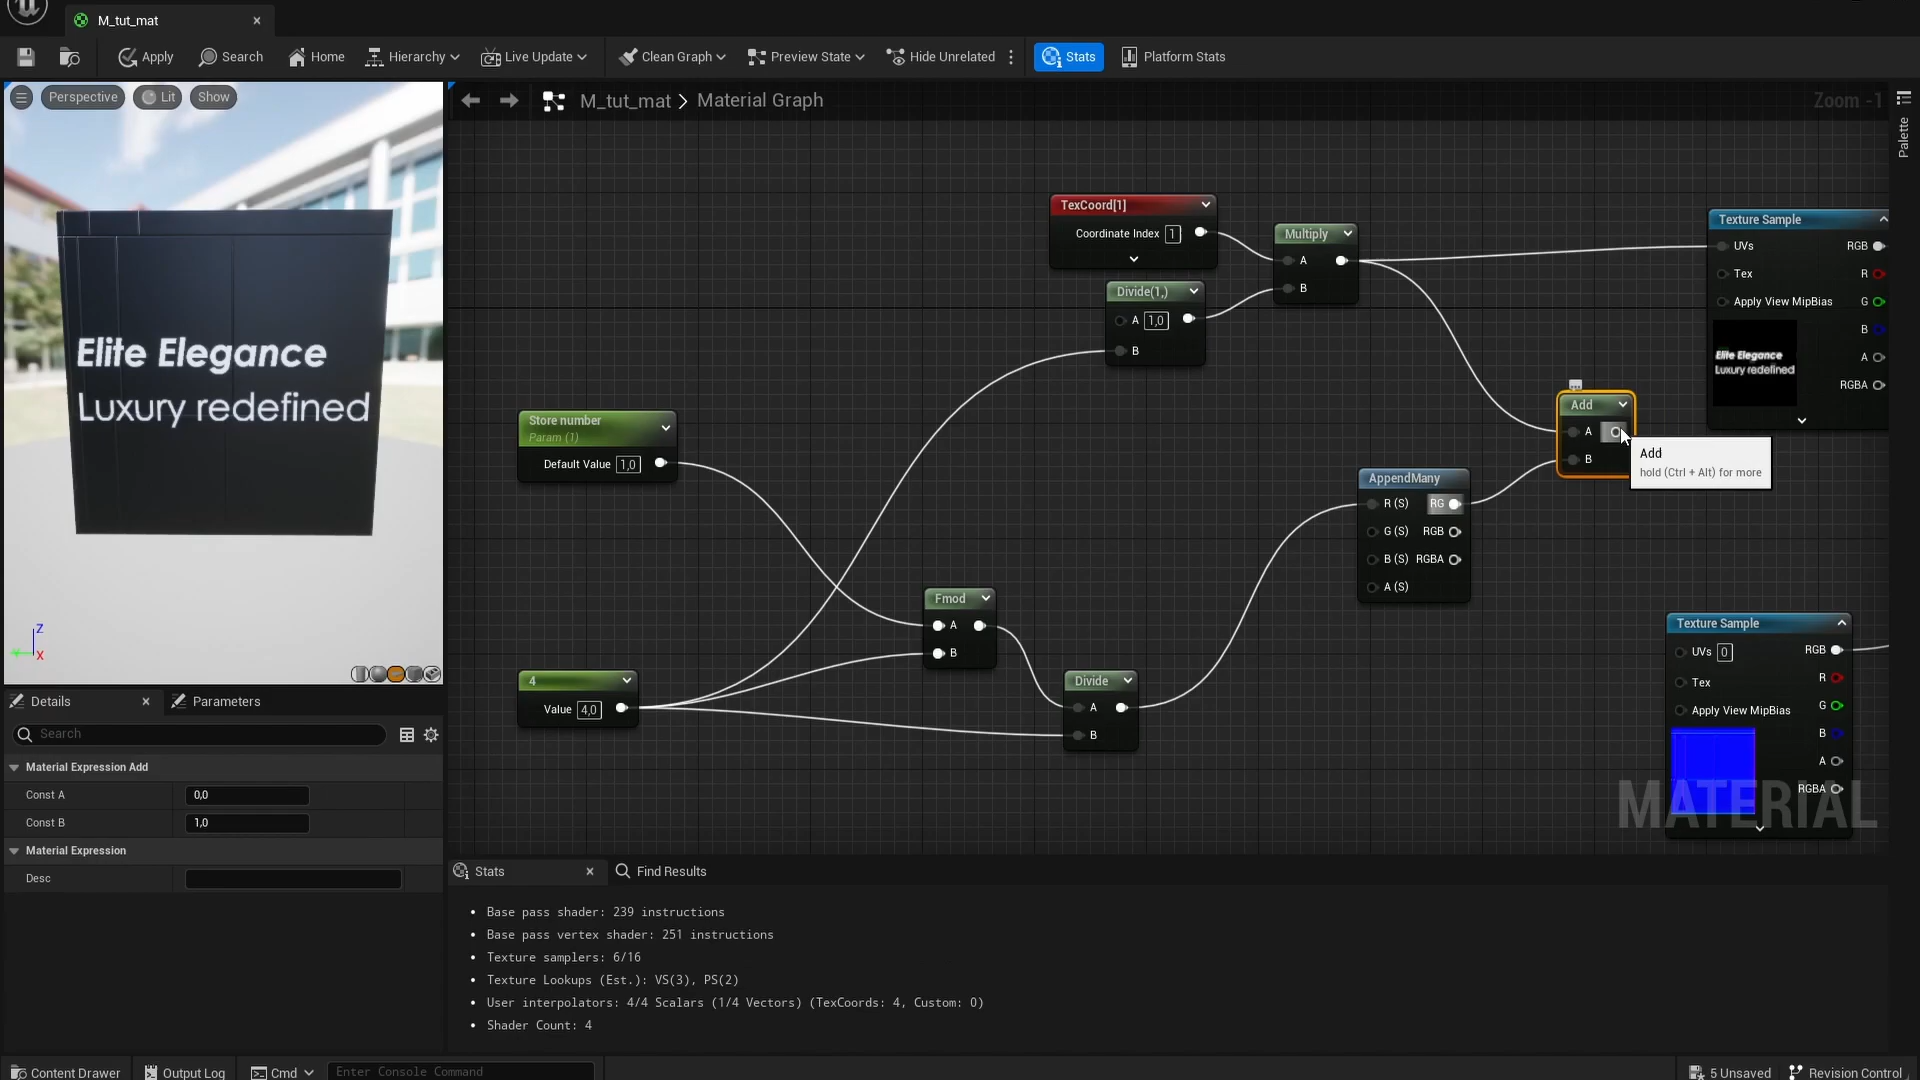 M_tut_mat
Apply
Search
Home
Hierarchy
Live Update
Clean Graph
Preview State
Hide Unrelated
Stats
Platform Stats
Perspective
Lit
Show
M_tut_mat > Material Graph
Zoom -1
Palette
Elite Elegance
Luxury redefined
Z
Y
X
TexCoord[1]
Coordinate Index 1
Multiply
A
B
Divide(1,)
A 1,0
B
Store number
Param (1)
Default Value 1,0
4
Value 4,0
Fmod
A
B
Divide
A
B
AppendMany
R (S) RG
G (S) RGB
B (S) RGBA
A (S)
Add
A
B
Add
hold (Ctrl + Alt) for more
Texture Sample
UVs RGB
Tex R
Apply View MipBias G
B
A
RGBA
Elite Elegance
Luxury redefined
Texture Sample
UVs 0 RGB
Tex R
Apply View MipBias G
B
A
RGBA
MATERIAL
Details
Parameters
Search
Material Expression Add
Const A 0,0
Const B 1,0
Material Expression
Desc
Stats
Find Results
Base pass shader: 239 instructions
Base pass vertex shader: 251 instructions
Texture samplers: 6/16
Texture Lookups (Est.): VS(3), PS(2)
User interpolators: 4/4 Scalars (1/4 Vectors) (TexCoords: 4, Custom: 0)
Shader Count: 4
Content Drawer
Output Log
Cmd
Enter Console Command
5 Unsaved
Revision Control